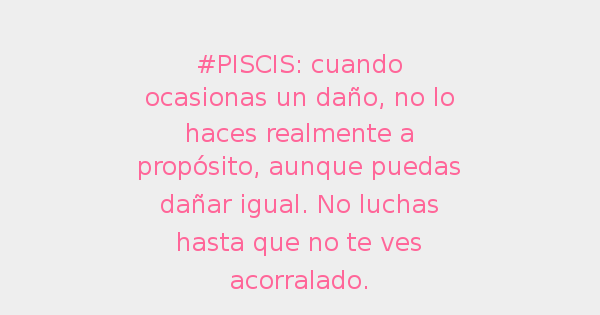 #PISCIS: cuando
ocasionas un daño, no lo
haces realmente a
propósito, aunque puedas
dañar igual. No luchas
hasta que no te ves
acorralado.